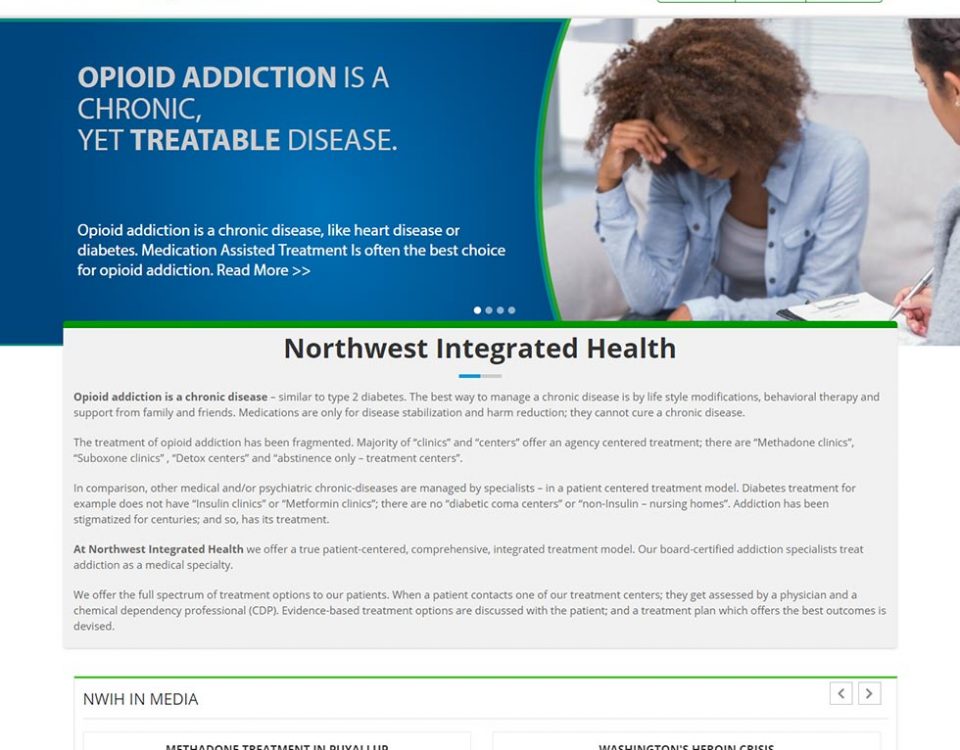 OPIOID ADDICTION IS A
CHRONIC,
YET TREATABLE DISEASE.
Opioid addiction is a chronic disease, like heart disease or
diabetes. Medication Assisted Treatment Is often the best choice
for opioid addiction. Read More >>
Northwest Integrated Health
Opioid addiction is a chronic disease – similar to type 2 diabetes. The best way to manage a chronic disease is by life style modifications, behavioral therapy and
support from family and friends. Medications are only for disease stabilization and harm reduction; they cannot cure a chronic disease.
The treatment of opioid addiction has been fragmented. Majority of “clinics” and “centers” offer an agency centered treatment; there are “Methadone clinics”,
“Suboxone clinics” , “Detox centers” and “abstinence only – treatment centers”.
In comparison, other medical and/or psychiatric chronic-diseases are managed by specialists – in a patient centered treatment model. Diabetes treatment for
example does not have “Insulin clinics” or “Metformin clinics”; there are no “diabetic coma centers” or “non-Insulin – nursing homes”. Addiction has been
stigmatized for centuries; and so, has its treatment.
At Northwest Integrated Health we offer a true patient-centered, comprehensive, integrated treatment model. Our board-certified addiction specialists treat
addiction as a medical specialty.
We offer the full spectrum of treatment options to our patients. When a patient contacts one of our treatment centers; they get assessed by a physician and a
chemical dependency professional (CDP). Evidence-based treatment options are discussed with the patient; and a treatment plan which offers the best outcomes is
devised.
NWIH IN MEDIA
METHADONE TREATMENT IN PUYALLUP
WASHINGTON'S HEROIN CRISIS